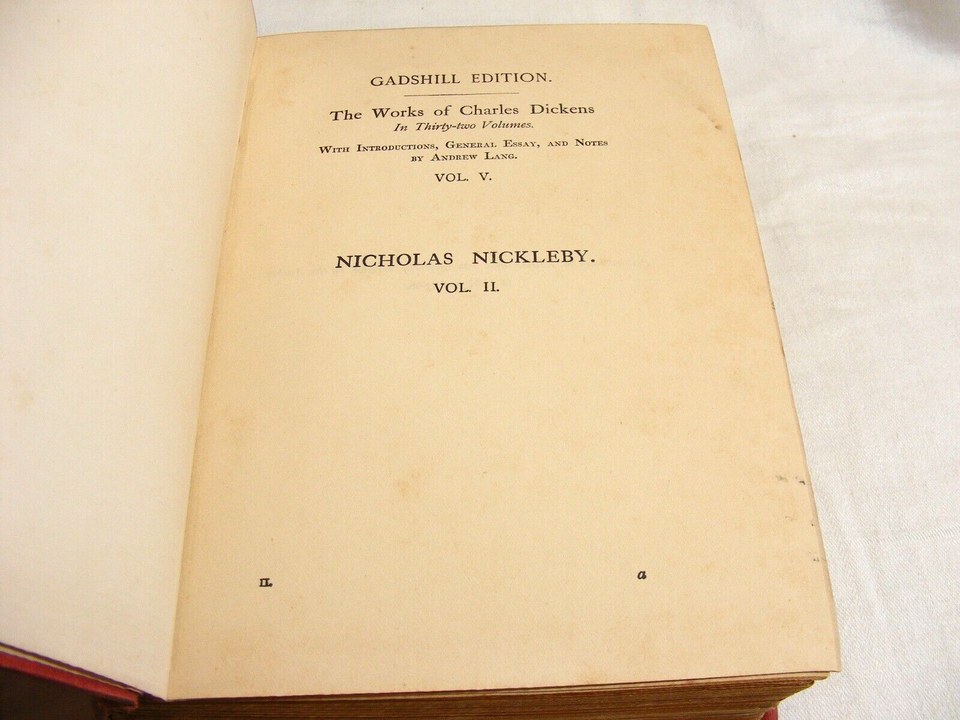 GADSHILL EDITION.
The Works of Charles Dickens
In Thirty-two Volumes.
With Introductions, General Essay, and Notes
by Andrew Lang.
VOL. V.
NICHOLAS NICKLEBY.
VOL. II.
II. a